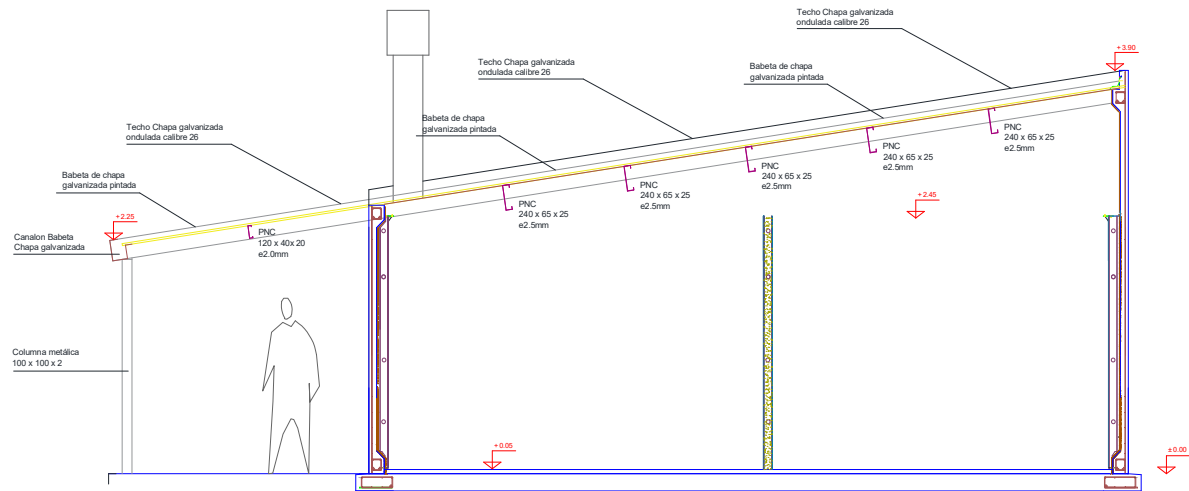 Techo Chapa galvanizada
ondulada calibre 26
+3.90
Techo Chapa galvanizada
ondulada calibre 26
Babeta de chapa
galvanizada pintada
Babeta de chapa
galvanizada pintada
Techo Chapa galvanizada
ondulada calibre 26
PNC
240 x 65 x 25
e2.5mm
PNC
240 x 65 x 25
e2.5mm
PNC
240 x 65 x 25
e2.5mm
PNC
240 x 65 x 25
e2.5mm
PNC
240 x 65 x 25
e2.5mm
Babeta de chapa
galvanizada pintada
+2.45
+2.25
PNC
120 x 40x 20
e2.0mm
Canalon Babeta
Chapa galvanizada
Columna metálica
100 x 100 x 2
+0.05
±0.00